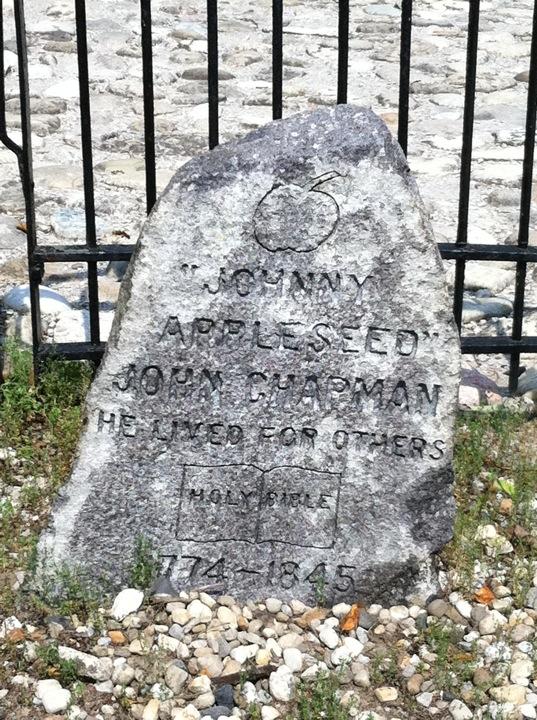 "JOHNNY
APPLESEED"
JOHN CHAPMAN
HE LIVED FOR OTHERS
HOLY BIBLE
1774-1845